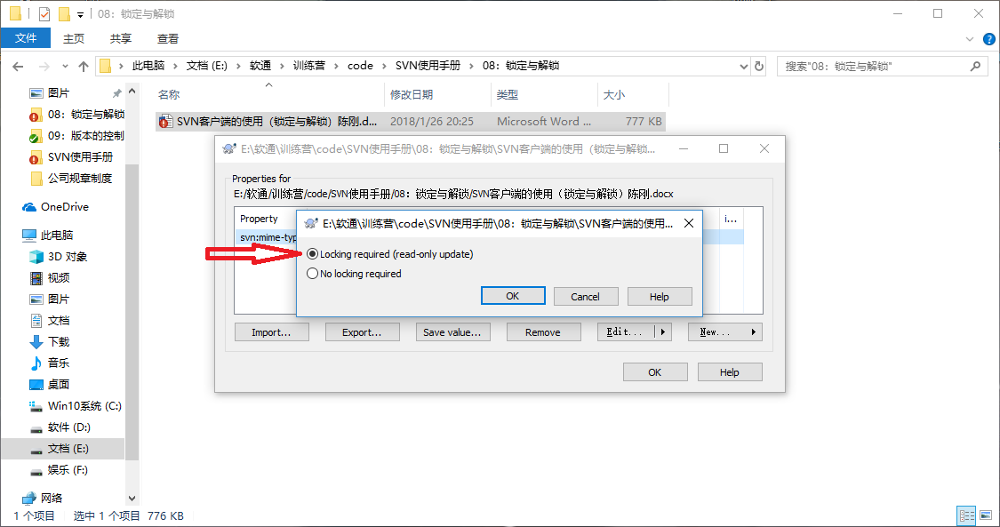 08：锁定与解锁
文件 主页 共享 查看
此电脑 文档 (E:) 软通 训练营 code SVN使用手册 08：锁定与解锁
搜索"08：锁定与解锁"
图片
08：锁定与解锁
09：版本的控制
SVN使用手册
公司规章制度
OneDrive
此电脑
3D 对象
视频
图片
文档
下载
音乐
桌面
Win10系统 (C:)
软件 (D:)
文档 (E:)
娱乐 (F:)
网络
名称 修改日期 类型 大小
SVN客户端的使用（锁定与解锁）陈刚.d... 2018/1/26 20:25 Microsoft Word ... 777 KB
E:\软通\训练营\code\SVN使用手册\08：锁定与解锁\SVN客户端的使用（锁定与解锁...
Properties for
E:/软通/训练营/code/SVN使用手册/08：锁定与解锁/SVN客户端的使用（锁定与解锁）陈刚.docx
Property i...
svn:mime-typ
E:\软通\训练营\code\SVN使用手册\08：锁定与解锁\SVN客户端的使用...
Locking required (read-only update)
No locking required
OK Cancel Help
Import... Export... Save value... Remove Edit... New...
OK Help
1 个项目 选中 1 个项目 776 KB